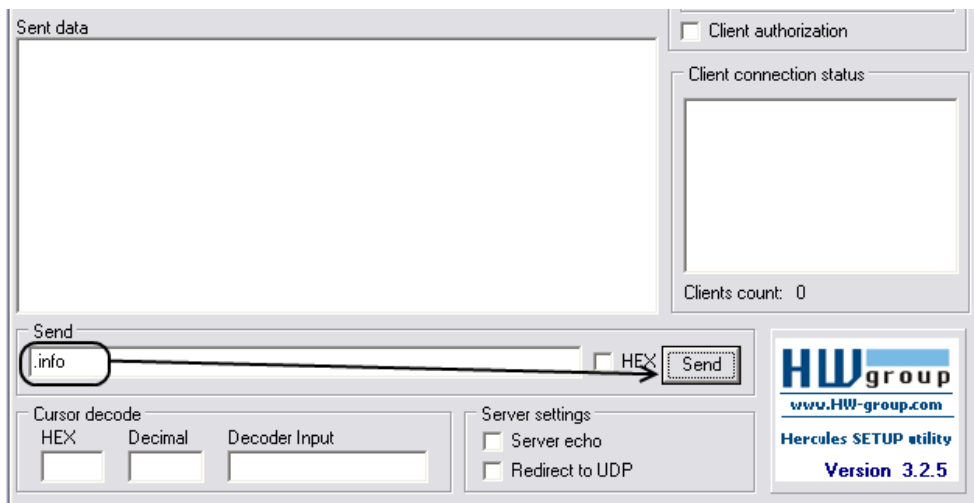 Sent data
Client authorization
Client connection status
Clients count: 0
Send
.info
HEX
Send
Cursor decode
HEX Decimal Decoder Input
Server settings
Server echo
Redirect to UDP
HWgroup
www.HW-group.com
Hercules SETUP utility
Version 3.2.5